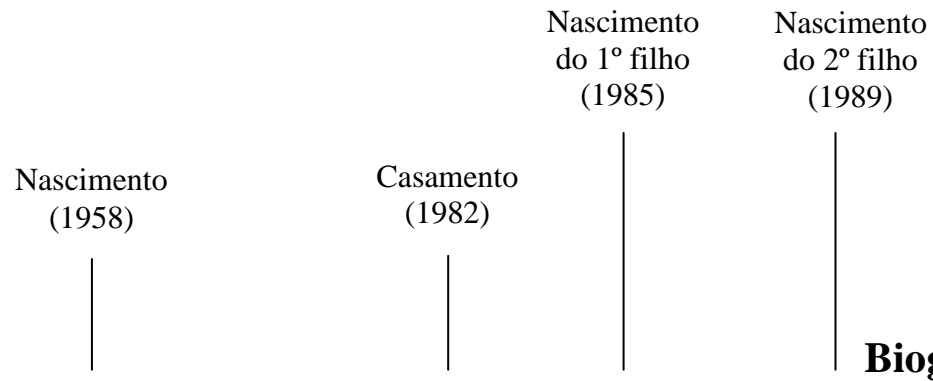 Nascimento
do 1º filho
(1985)
Nascimento
do 2º filho
(1989)
Nascimento
(1958)
Casamento
(1982)